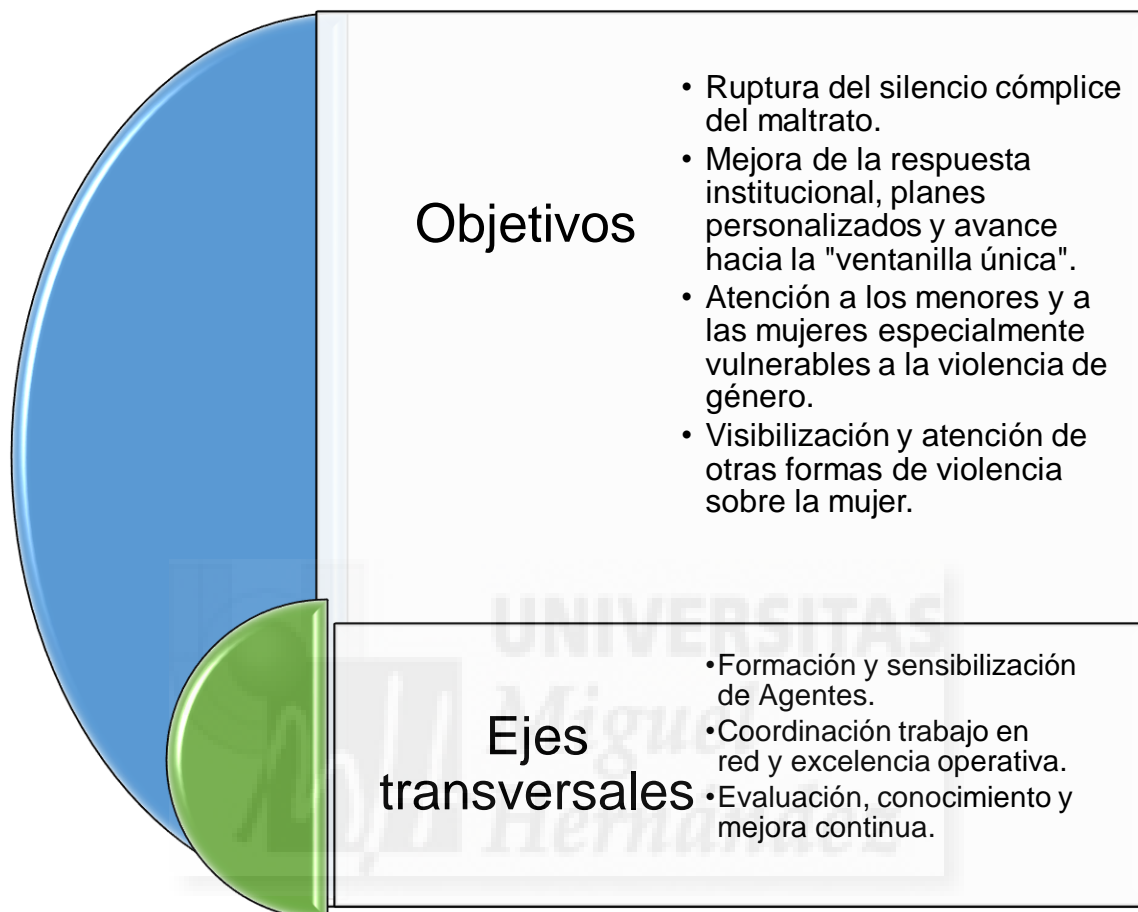 Objetivos
• Ruptura del silencio cómplice
del maltrato.
• Mejora de la respuesta
institucional, planes
personalizados y avance
hacia la "ventanilla única".
• Atención a los menores y a
las mujeres especialmente
vulnerables a la violencia de
género.
• Visibilización y atención de
otras formas de violencia
sobre la mujer.
UNIVERSITAS
Miguel
Hernández
Ejes
transversales
•Formación y sensibilización
de Agentes.
•Coordinación trabajo en
red y excelencia operativa.
•Evaluación, conocimiento y
mejora continua.